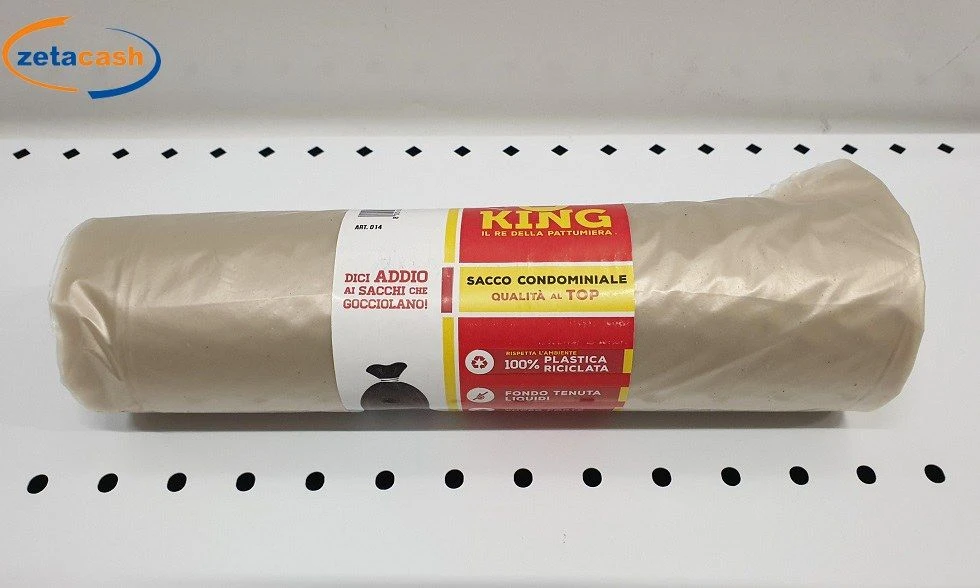 zetacash
ART. 014
DICI ADDIO
AI SACCHI CHE
GOCCIOLANO!
KING
IL RE DELLA PATTUMIERA
SACCO CONDOMINIALE
QUALITÀ AL TOP
RISPETTA L'AMBIENTE
100% PLASTICA
RICICLATA
FONDO TENUTA
LIQUIDI